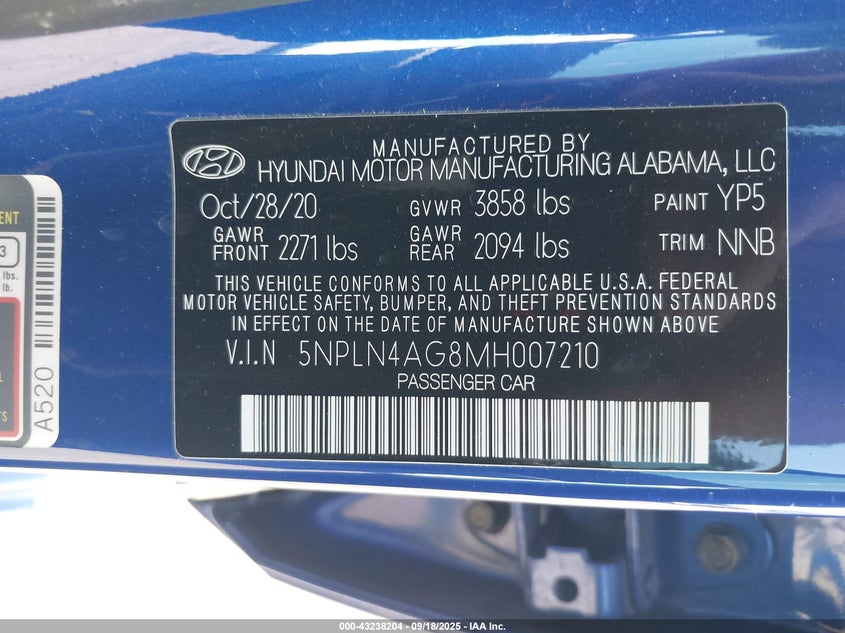 MANUFACTURED BY
HYUNDAI MOTOR MANUFACTURING ALABAMA, LLC
Oct/28/20 GVWR 3858 lbs PAINT YP5
GAWR FRONT 2271 lbs GAWR REAR 2094 lbs TRIM NNB
THIS VEHICLE CONFORMS TO ALL APPLICABLE U.S.A. FEDERAL
MOTOR VEHICLE SAFETY, BUMPER, AND THEFT PREVENTION STANDARDS
IN EFFECT ON THE DATE OF MANUFACTURE SHOWN ABOVE
V.I.N 5NPLN4AG8MH007210
PASSENGER CAR
3
lbs.
lb.
A520
000-43238204 - 09/18/2025 - IAA Inc.